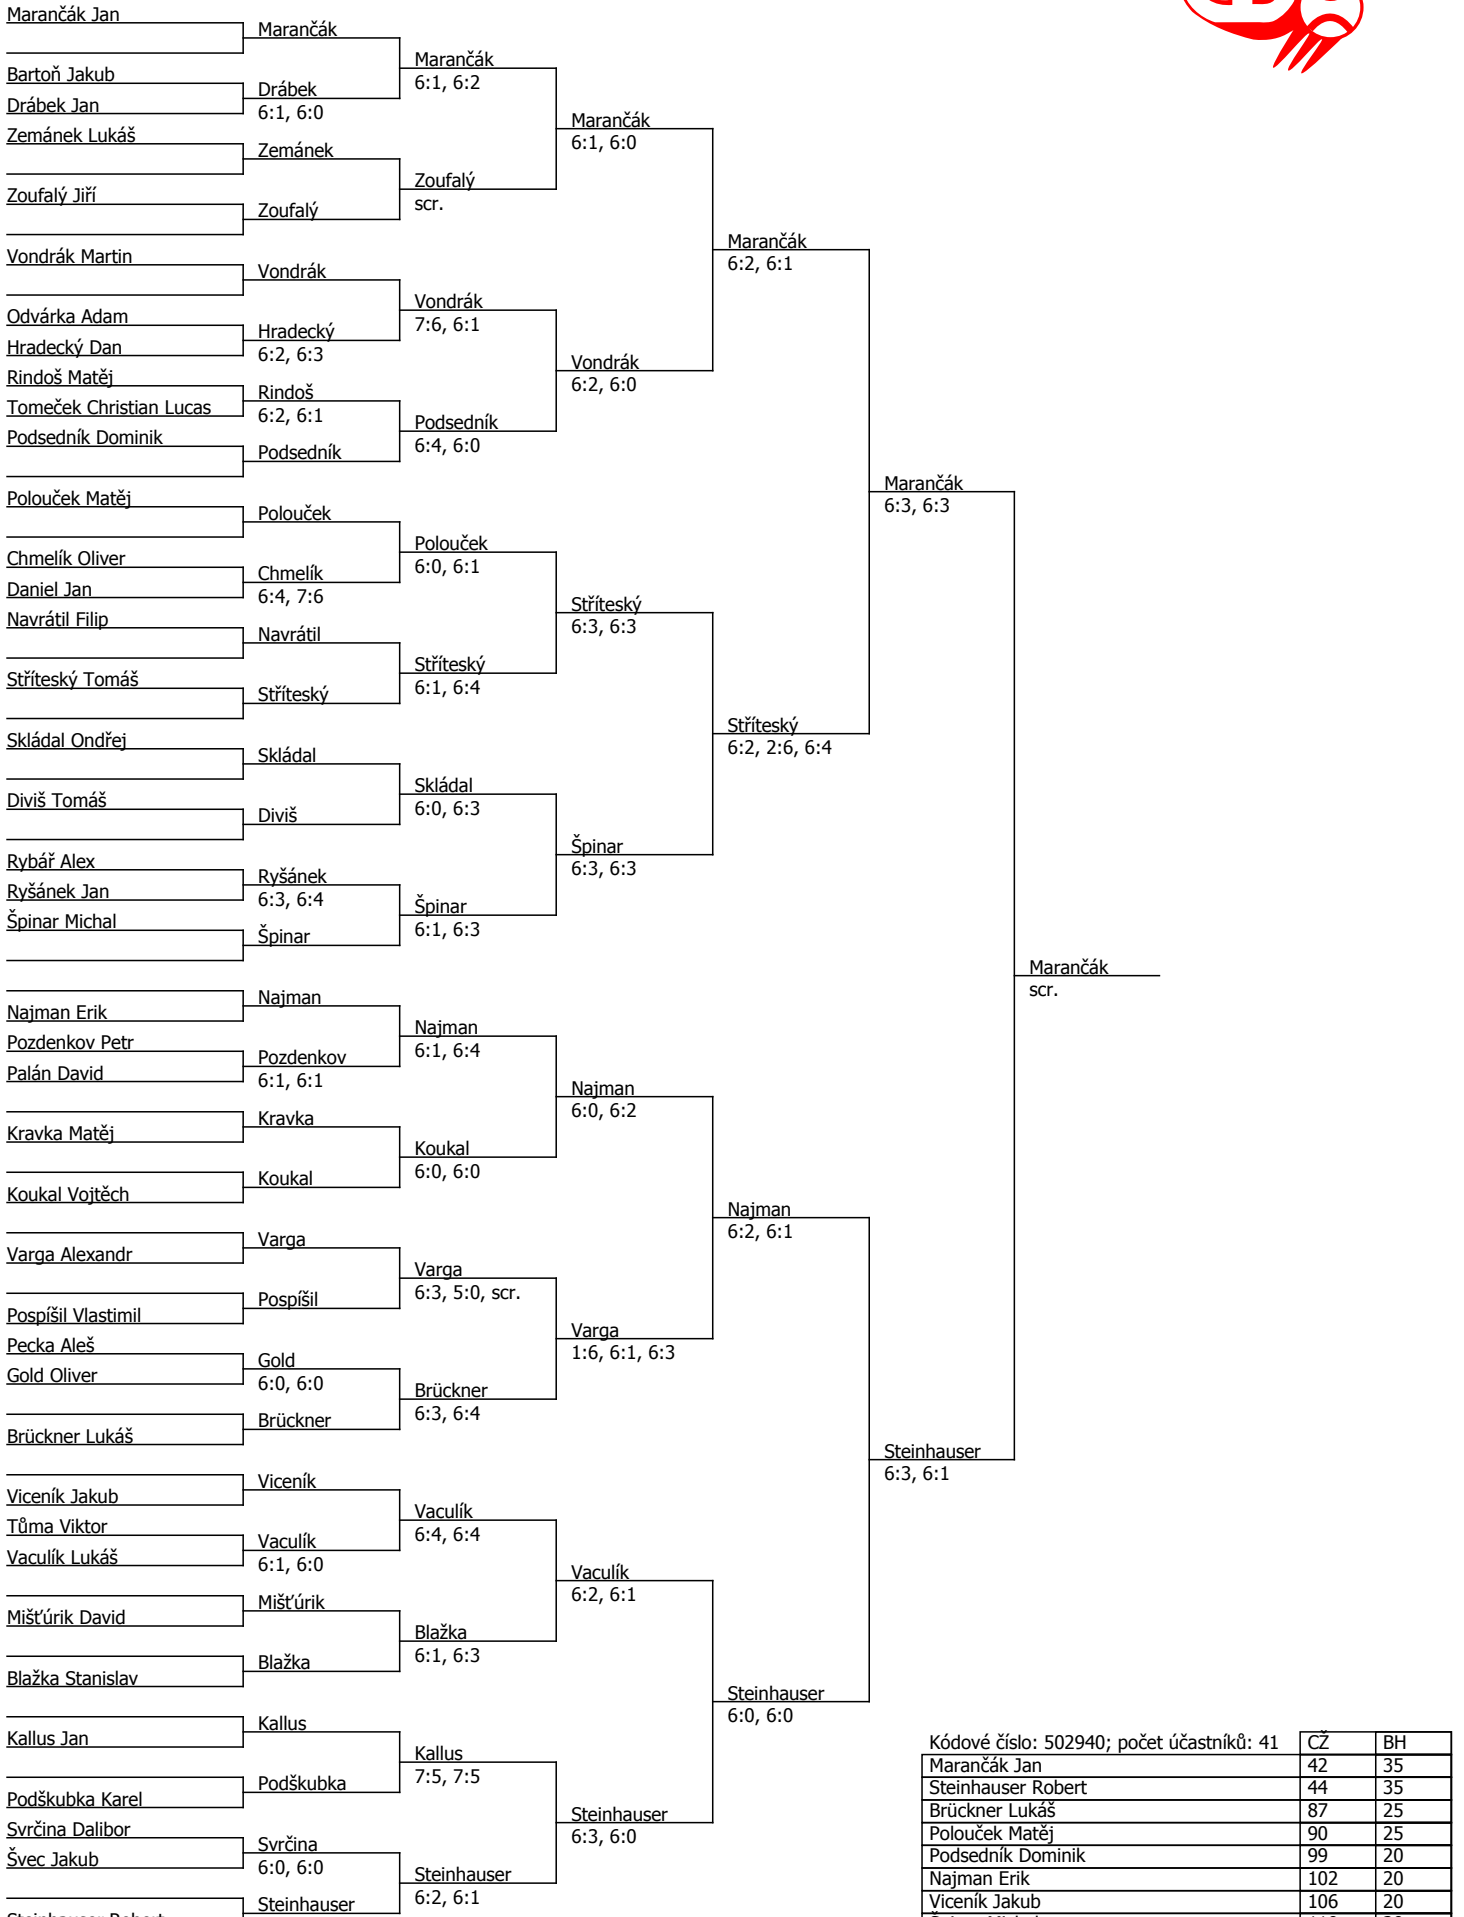 Marančák Jan
Bartoň Jakub
Drábek Jan
Zemánek Lukáš
Zoufalý Jiří
Vondrák Martin
Odvárka Adam
Hradecký Dan
Rindoš Matěj
Tomeček Christian Lucas
Podsedník Dominik
Polouček Matěj
Chmelík Oliver
Daniel Jan
Navrátil Filip
Stříteský Tomáš
Skládal Ondřej
Diviš Tomáš
Rybář Alex
Ryšánek Jan
Špinar Michal
Najman Erik
Pozdenkov Petr
Palán David
Kravka Matěj
Koukal Vojtěch
Varga Alexandr
Pospíšil Vlastimil
Pecka Aleš
Gold Oliver
Brückner Lukáš
Viceník Jakub
Tůma Viktor
Vaculík Lukáš
Mišťúrik David
Blažka Stanislav
Kallus Jan
Podškubka Karel
Svrčina Dalibor
Švec Jakub
Marančák
Drábek
6:1, 6:0
Zemánek
Zoufalý
Vondrák
Hradecký
6:2, 6:3
Rindoš
6:2, 6:1
Podsedník
Polouček
Chmelík
6:4, 7:6
Navrátil
Stříteský
Skládal
Diviš
Ryšánek
6:3, 6:4
Špinar
Najman
Pozdenkov
6:1, 6:1
Kravka
Koukal
Varga
Pospíšil
Gold
6:0, 6:0
Brückner
Viceník
Vaculík
6:1, 6:0
Mišťúrik
Blažka
Kallus
Podškubka
Svrčina
6:0, 6:0
Steinhauser
Marančák
6:1, 6:2
Zoufalý
scr.
Vondrák
7:6, 6:1
Podsedník
6:4, 6:0
Polouček
6:0, 6:1
Stříteský
6:1, 6:4
Skládal
6:0, 6:3
Špinar
6:1, 6:3
Najman
6:1, 6:4
Koukal
6:0, 6:0
Varga
6:3, 5:0, scr.
Brückner
6:3, 6:4
Vaculík
6:4, 6:4
Blažka
6:1, 6:3
Kallus
7:5, 7:5
Steinhauser
6:2, 6:1
Marančák
6:1, 6:0
Vondrák
6:2, 6:0
Stříteský
6:3, 6:3
Špinar
6:3, 6:3
Najman
6:0, 6:2
Varga
1:6, 6:1, 6:3
Vaculík
6:2, 6:1
Steinhauser
6:3, 6:0
Marančák
6:2, 6:1
Stříteský
6:2, 2:6, 6:4
Najman
6:2, 6:1
Steinhauser
6:0, 6:0
Marančák
6:3, 6:3
Steinhauser
6:3, 6:1
Marančák
scr.
Kódové číslo: 502940; počet účastníků: 41 CŽ BH
Marančák Jan 42 35
Steinhauser Robert 44 35
Brückner Lukáš 87 25
Polouček Matěj 90 25
Podsedník Dominik 99 20
Najman Erik 102 20
Viceník Jakub 106 20